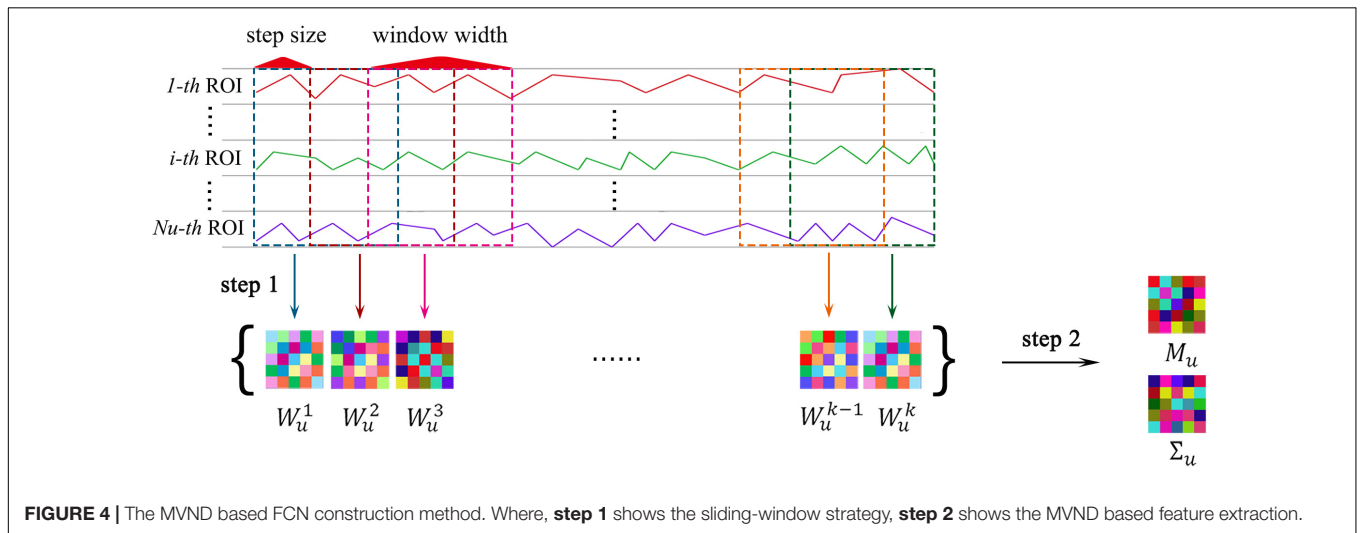 step size window width
1-th ROI
i-th ROI
Nu-th ROI
step 1
step 2
{ } 
......
W_u^1 W_u^2 W_u^3 W_u^{k-1} W_u^k
M_u
Σ_u
FIGURE 4 | The MVND based FCN construction method. Where, step 1 shows the sliding-window strategy, step 2 shows the MVND based feature extraction.